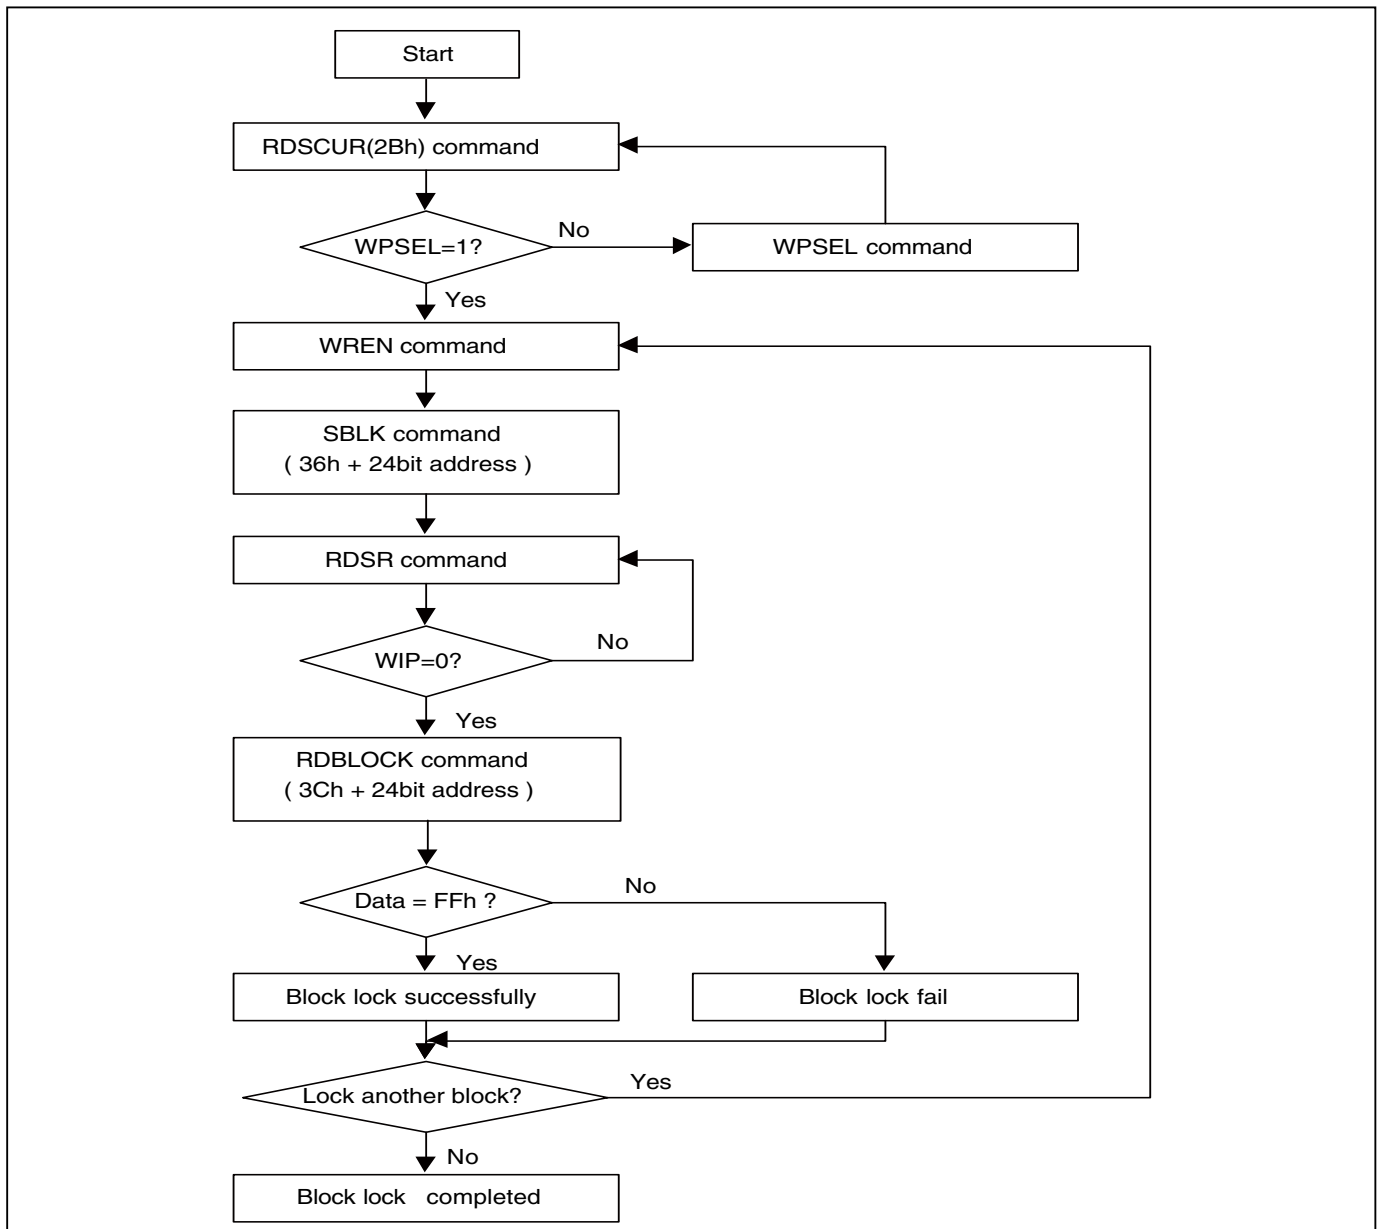 Start
RDSCUR(2Bh) command
WPSEL=1?
No
WPSEL command
Yes
WREN command
SBLK command
( 36h + 24bit address )
RDSR command
WIP=0?
No
Yes
RDBLOCK command
( 3Ch + 24bit address )
Data = FFh ?
No
Yes
Block lock successfully
Block lock fail
Lock another block?
Yes
No
Block lock completed